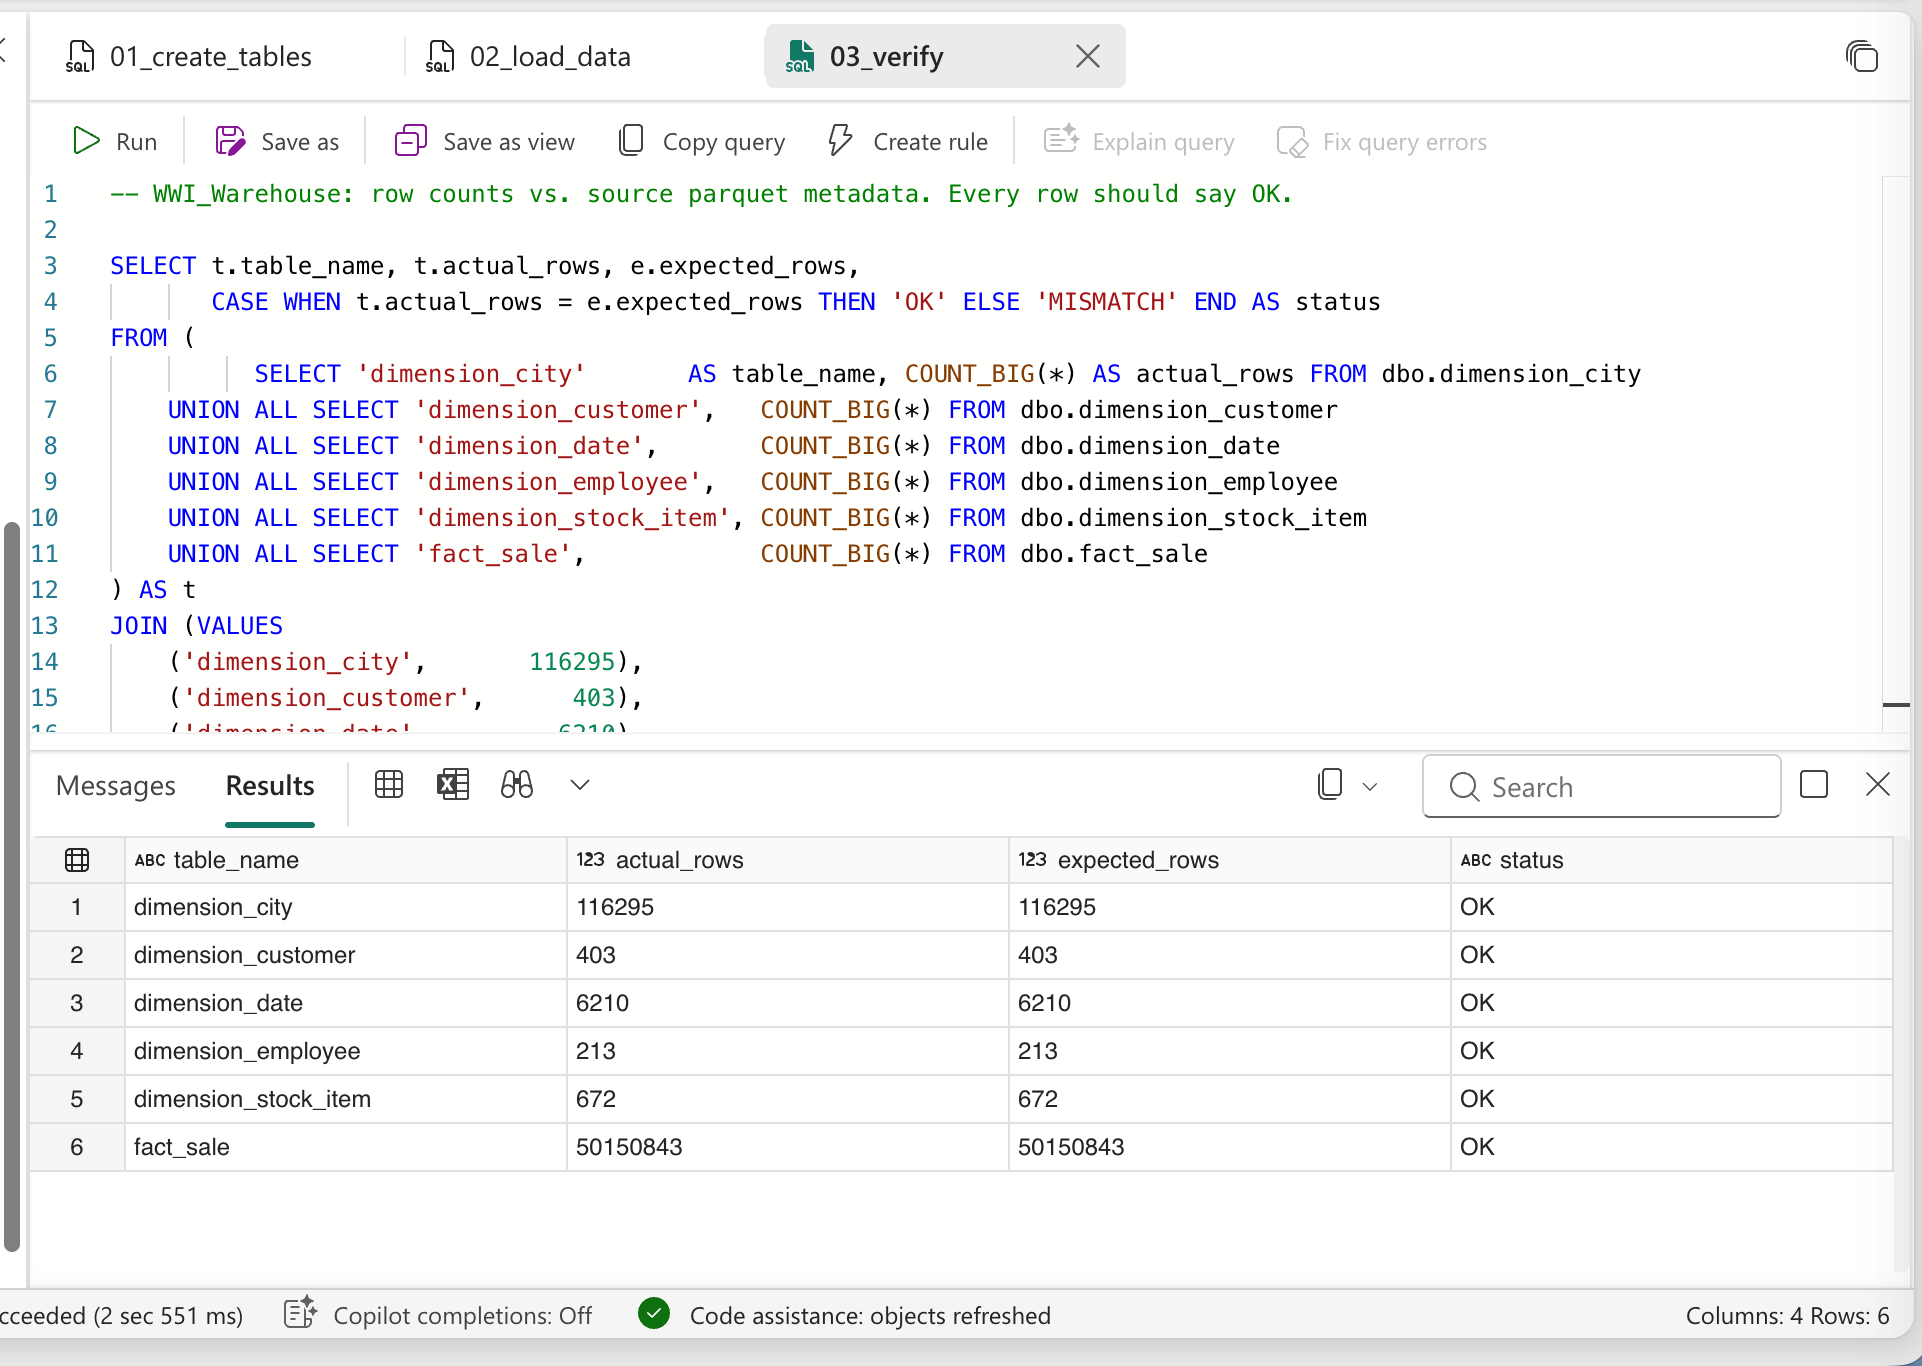 01_create_tables
02_load_data
03_verify
Run
Save as
Save as view
Copy query
Create rule
Explain query
Fix query errors
1 -- WWI_Warehouse: row counts vs. source parquet metadata. Every row should say OK.
2
3 SELECT t.table_name, t.actual_rows, e.expected_rows,
4 CASE WHEN t.actual_rows = e.expected_rows THEN 'OK' ELSE 'MISMATCH' END AS status
5 FROM (
6 SELECT 'dimension_city' AS table_name, COUNT_BIG(*) AS actual_rows FROM dbo.dimension_city
7 UNION ALL SELECT 'dimension_customer', COUNT_BIG(*) FROM dbo.dimension_customer
8 UNION ALL SELECT 'dimension_date', COUNT_BIG(*) FROM dbo.dimension_date
9 UNION ALL SELECT 'dimension_employee', COUNT_BIG(*) FROM dbo.dimension_employee
10 UNION ALL SELECT 'dimension_stock_item', COUNT_BIG(*) FROM dbo.dimension_stock_item
11 UNION ALL SELECT 'fact_sale', COUNT_BIG(*) FROM dbo.fact_sale
12 ) AS t
13 JOIN (VALUES
14 ('dimension_city', 116295),
15 ('dimension_customer', 403),
16 ('dimension_date' 6210)
Messages
Results
Search
ABC table_name 123 actual_rows 123 expected_rows ABC status
1 dimension_city 116295 116295 OK
2 dimension_customer 403 403 OK
3 dimension_date 6210 6210 OK
4 dimension_employee 213 213 OK
5 dimension_stock_item 672 672 OK
6 fact_sale 50150843 50150843 OK
cceeded (2 sec 551 ms)
Copilot completions: Off
Code assistance: objects refreshed
Columns: 4 Rows: 6